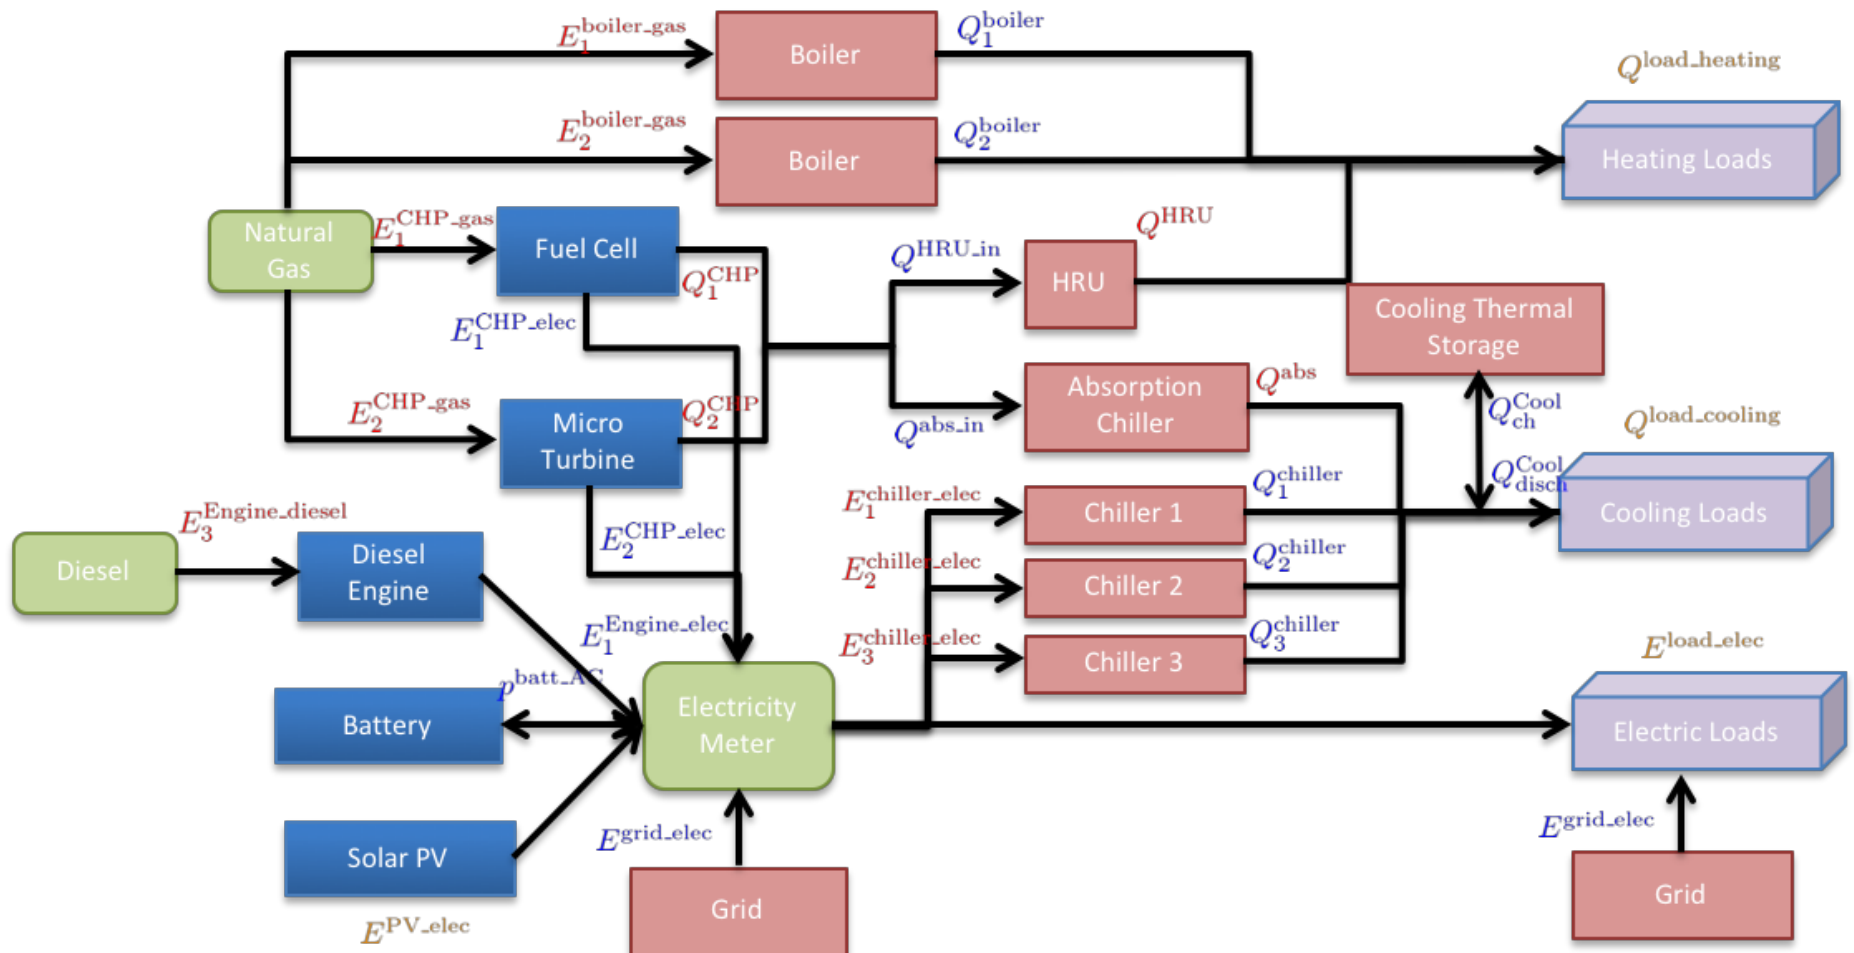 E_1^{boiler_gas}
Boiler
Q_1^{boiler}
Q^{load_heating}
E_2^{boiler_gas}
Boiler
Q_2^{boiler}
Heating Loads
Natural
Gas
E_1^{CHP_gas}
Fuel Cell
Q_1^{CHP}
E_1^{CHP_elec}
Q^{HRU_in}
HRU
Q^{HRU}
Cooling Thermal
Storage
E_2^{CHP_gas}
Micro
Turbine
Q_2^{CHP}
E_2^{CHP_elec}
Q^{abs_in}
Absorption
Chiller
Q^{abs}
Q_{ch}^{Cool}
Q_{disch}^{Cool}
Q^{load_cooling}
Cooling Loads
E_1^{chiller_elec}
Chiller 1
Q_1^{chiller}
E_2^{chiller_elec}
Chiller 2
Q_2^{chiller}
E_3^{chiller_elec}
Chiller 3
Q_3^{chiller}
Diesel
E_3^{Engine_diesel}
Diesel
Engine
E_1^{Engine_elec}
Battery
p^{batt_AC}
Electricity
Meter
E^{load_elec}
Electric Loads
Solar PV
E^{PV_elec}
E^{grid_elec}
Grid
E^{grid_elec}
Grid